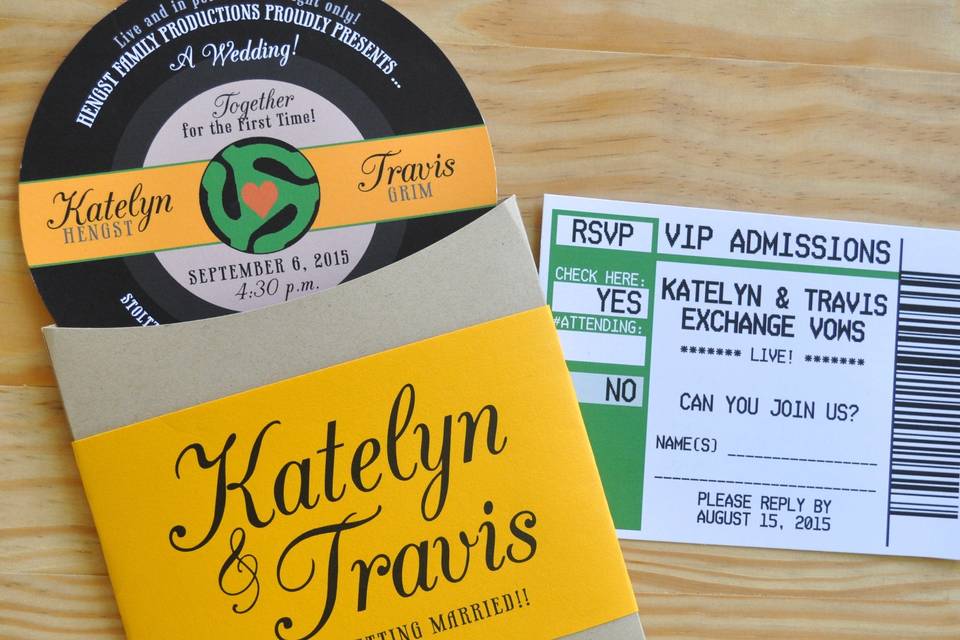 Live and in person
night only!
HENGST FAMILY PRODUCTIONS PROUDLY PRESENTS...
A Wedding!
Together
for the First Time!
Katelyn
HENGST
Travis
GRIM
SEPTEMBER 6, 2015
4:30 p.m.
Katelyn
& Travis
MARRIED!!
RSVP
CHECK HERE:
YES
#ATTENDING:
NO
VIP ADMISSIONS
KATELYN & TRAVIS
EXCHANGE VOWS
******* LIVE! *******
CAN YOU JOIN US?
NAME(S) _______________
______________________
PLEASE REPLY BY
AUGUST 15, 2015